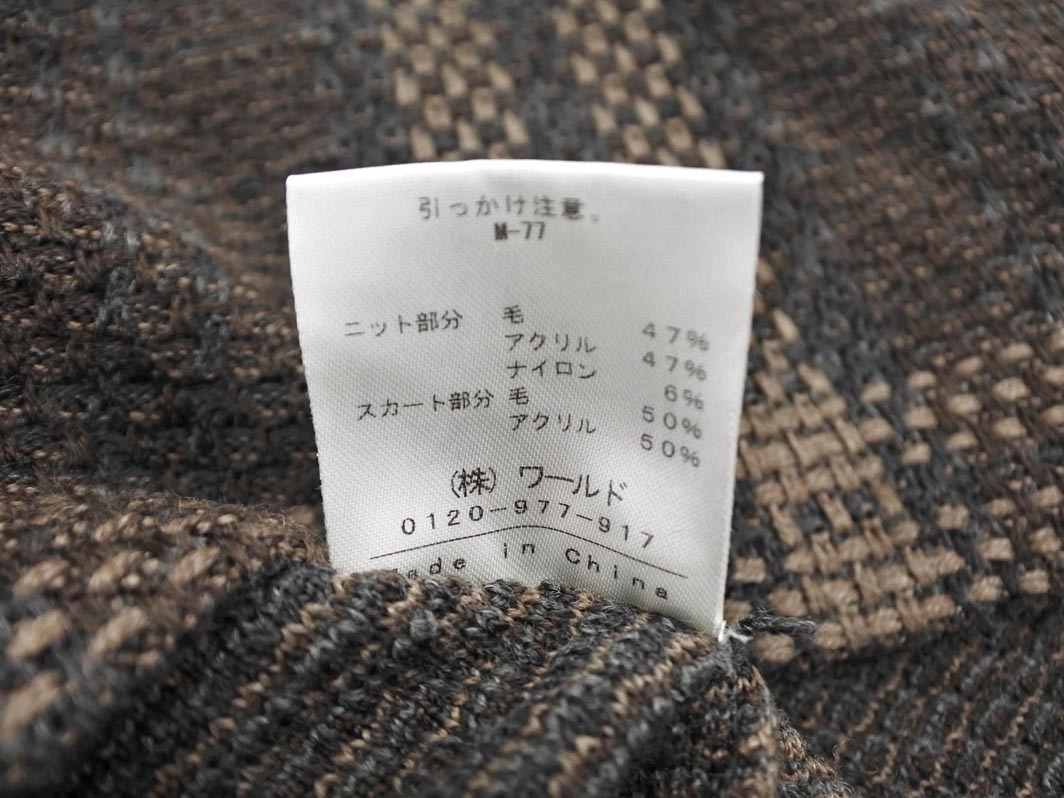 引っかけ注意。
M-77
ニット部分 毛 47%
アクリル 47%
ナイロン 6%
スカート部分 毛 50%
アクリル 50%
(株) ワールド
0120-977-917
Made in China